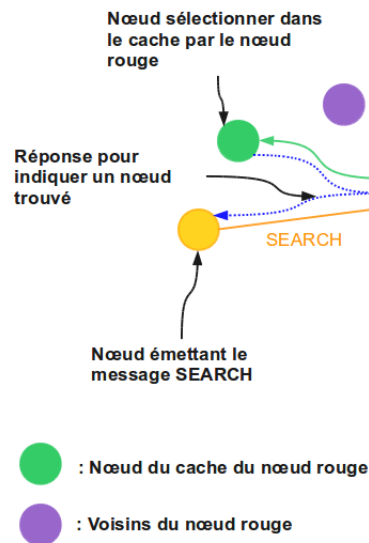 Nœud sélectionner dans
le cache par le nœud
rouge
Réponse pour
indiquer un nœud
trouvé
SEARCH
Nœud émettant le
message SEARCH
: Nœud du cache du nœud rouge
: Voisins du nœud rouge